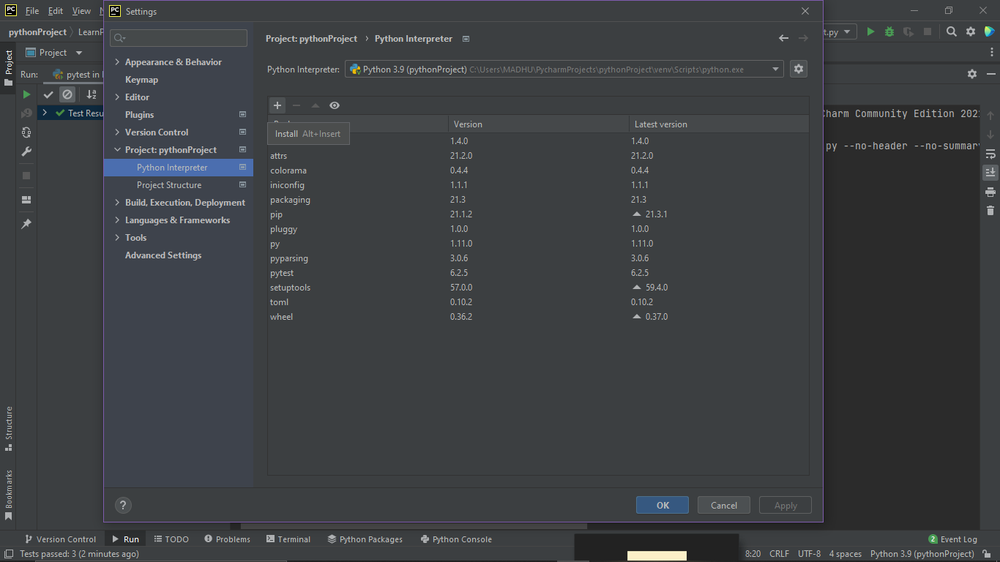 PC File Edit View N
PC Settings
pythonProject LearnP
t.py
Project
Run: pytest in
Test Resu
Project
Structure
Bookmarks
Appearance & Behavior
Keymap
Editor
Plugins
Version Control
Project: pythonProject
Python Interpreter
Project Structure
Build, Execution, Deployment
Languages & Frameworks
Tools
Advanced Settings
?
Project: pythonProject › Python Interpreter
Python Interpreter: Python 3.9 (pythonProject) C:\Users\MADHU\PycharmProjects\pythonProject\venv\Scripts\python.exe
Version Latest version
Install Alt+Insert
1.4.0 1.4.0
attrs 21.2.0 21.2.0
colorama 0.4.4 0.4.4
iniconfig 1.1.1 1.1.1
packaging 21.3 21.3
pip 21.1.2 21.3.1
pluggy 1.0.0 1.0.0
py 1.11.0 1.11.0
pyparsing 3.0.6 3.0.6
pytest 6.2.5 6.2.5
setuptools 57.0.0 59.4.0
toml 0.10.2 0.10.2
wheel 0.36.2 0.37.0
OK Cancel Apply
Charm Community Edition 202
py --no-header --no-summar
Version Control Run TODO Problems Terminal Python Packages Python Console 2 Event Log
Tests passed: 3 (2 minutes ago) 8:20 CRLF UTF-8 4 spaces Python 3.9 (pythonProject)